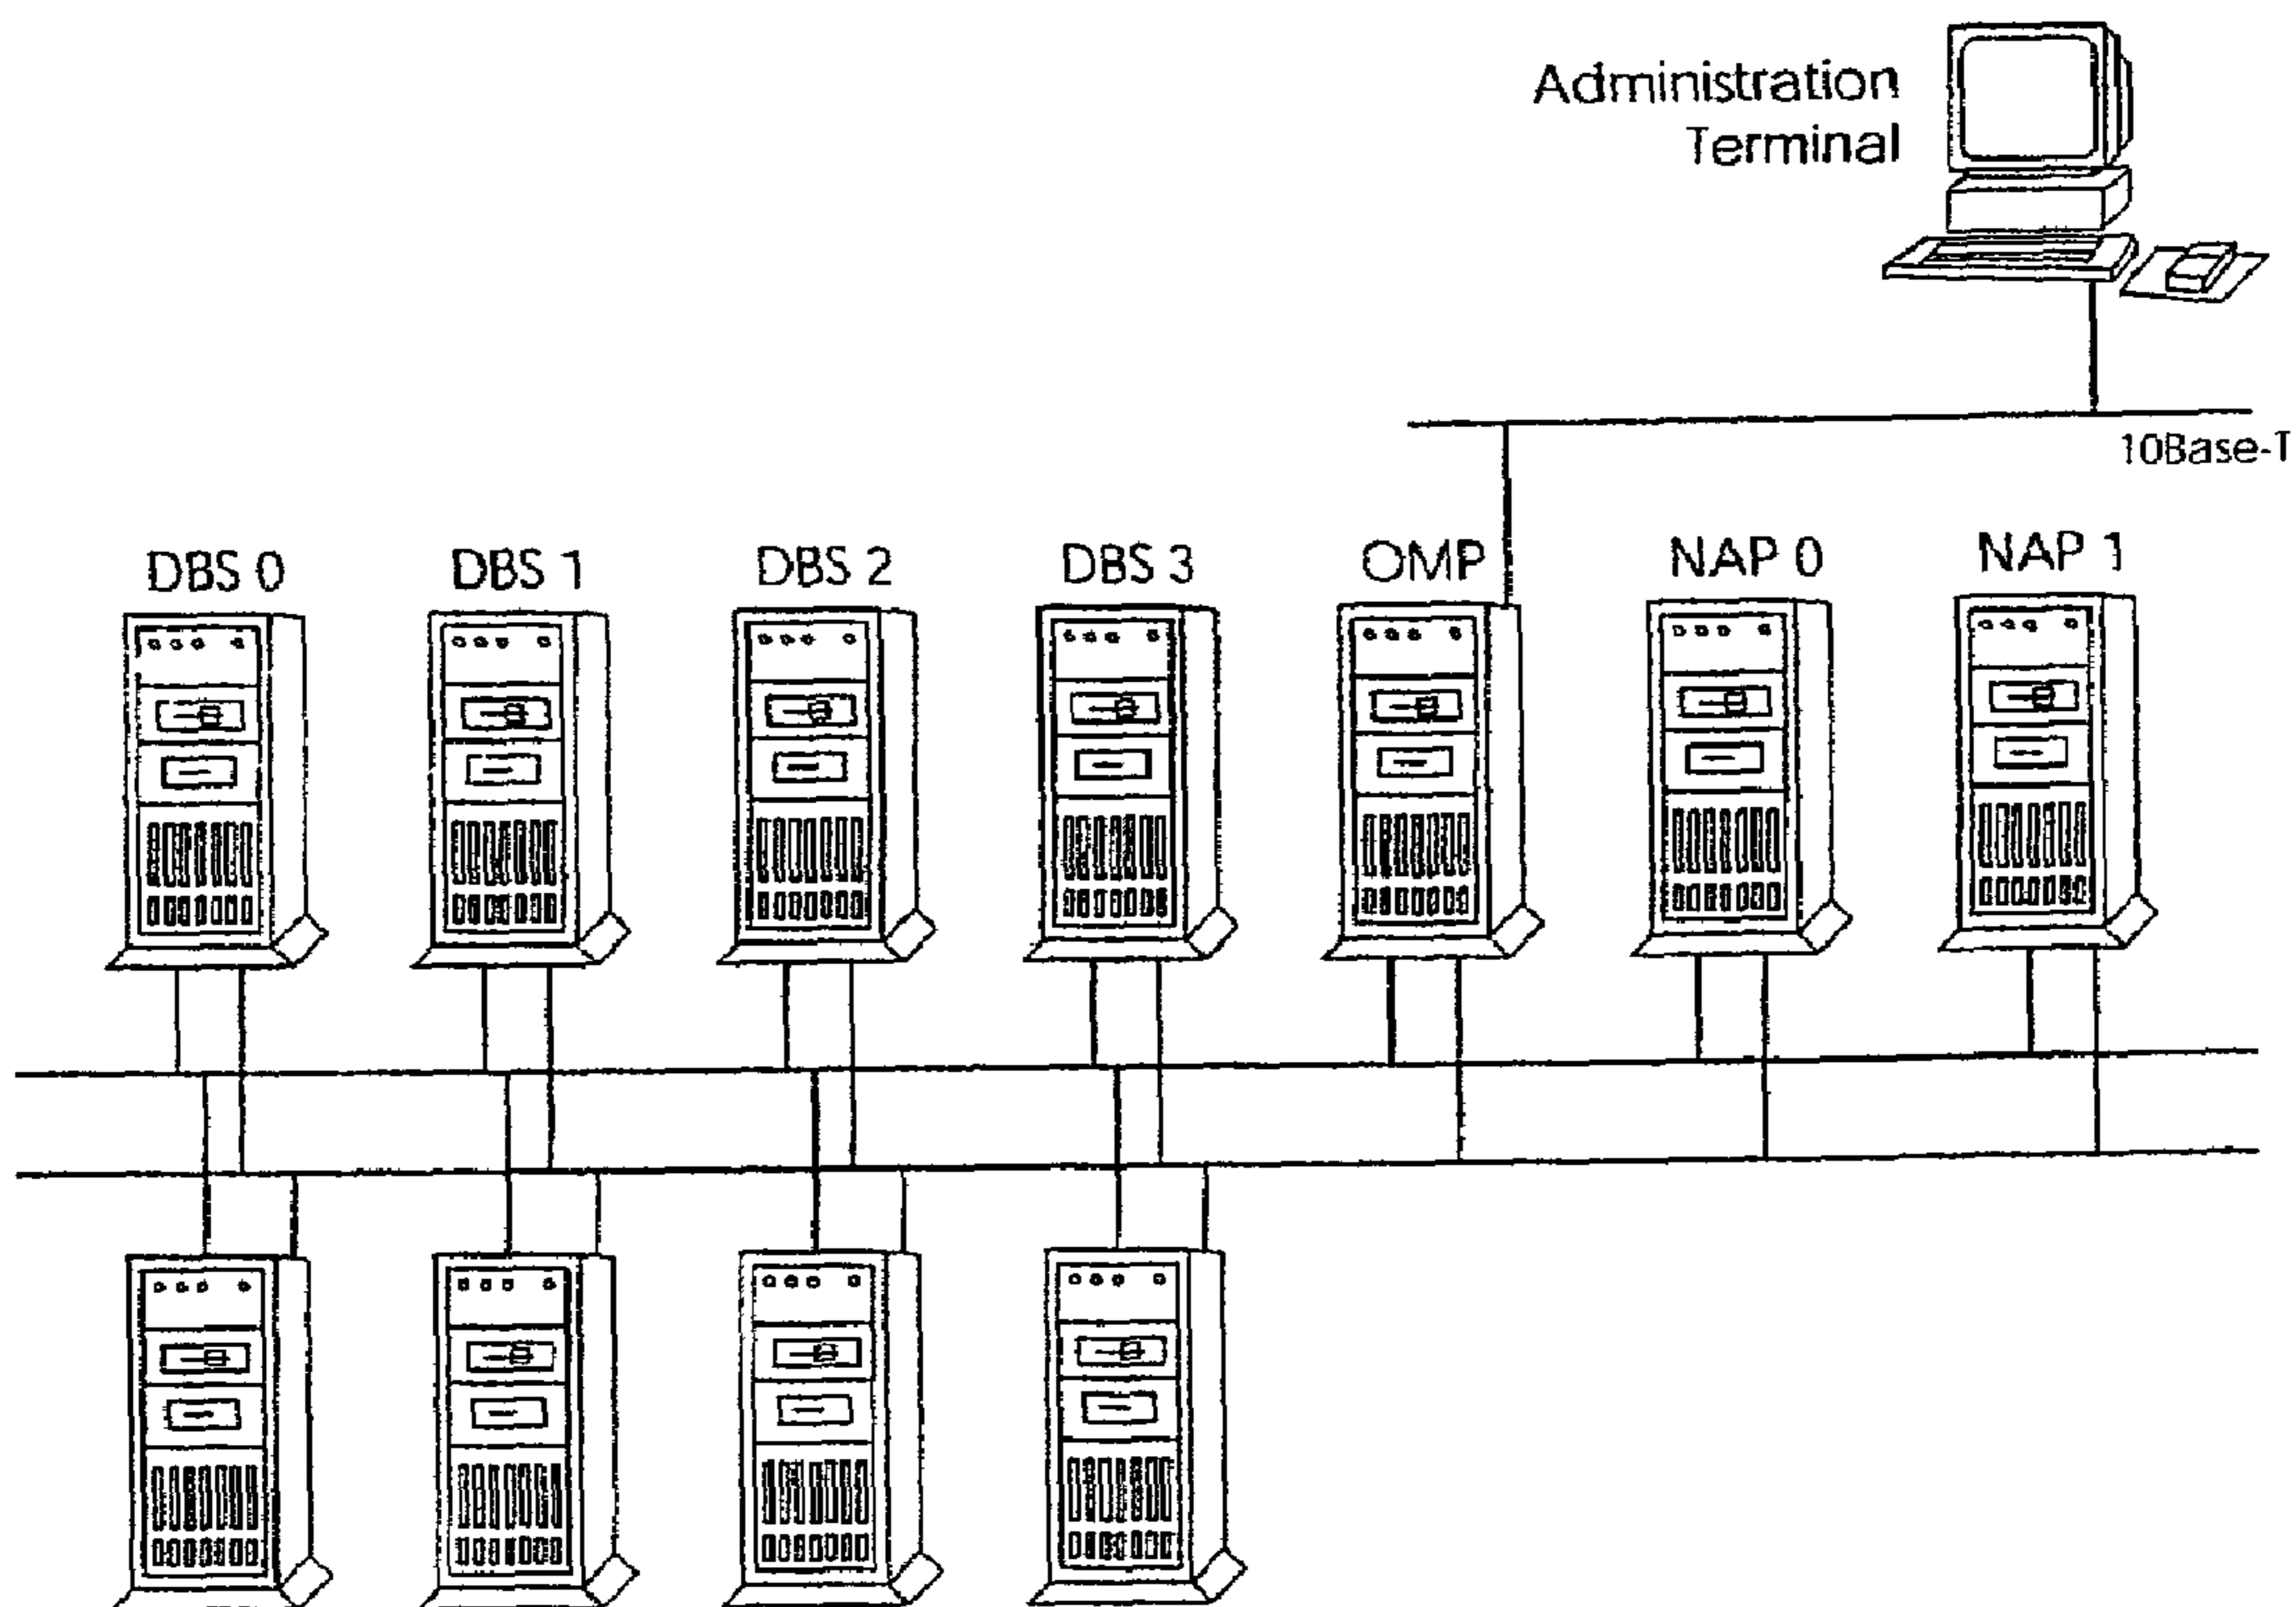 Administration
Terminal
10Base-T
DBS 0
DBS 1
DBS 2
DBS 3
OMP
NAP 0
NAP 1